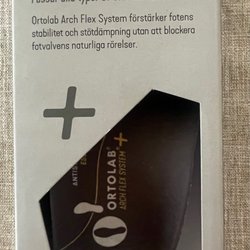 Ortolab Arch Flex System förstärker fotens
stabilitet och stötdämpning utan att blockera
fotvalvens naturliga rörelser.
ORTOLAB®
ARCH FLEX SYSTEM